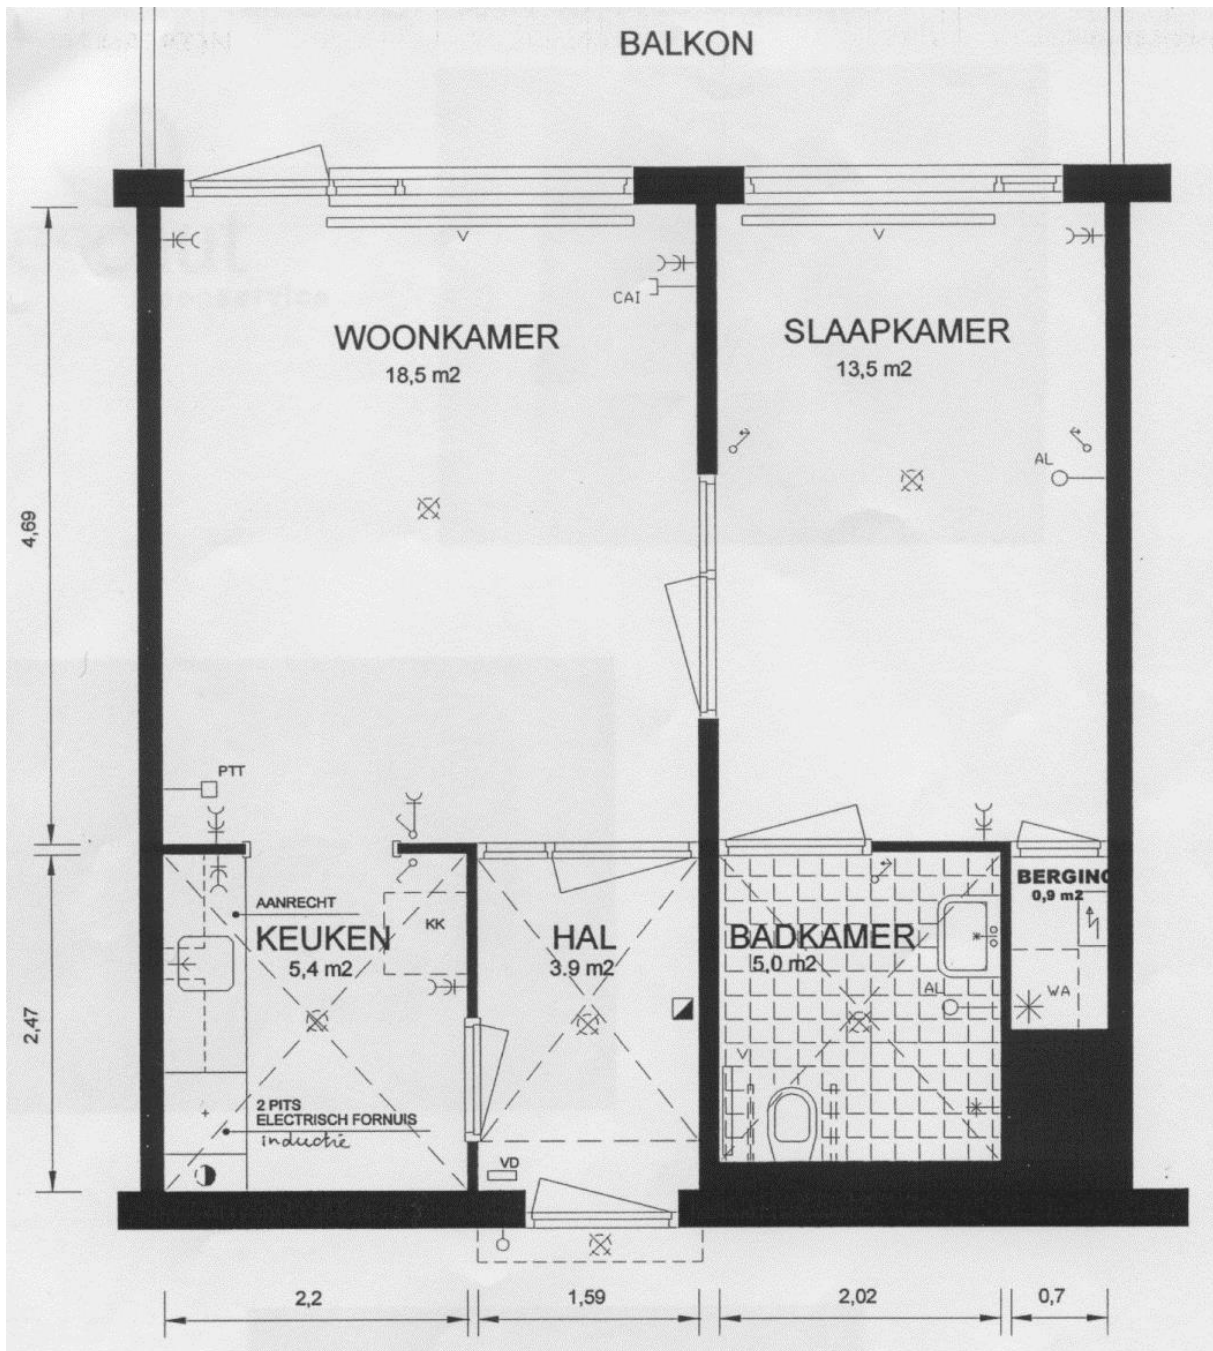 BALKON
CAI
WOONKAMER
18,5 m2
SLAAPKAMER
13,5 m2
AL
4,69
PTT
AANRECHT
KEUKEN
5,4 m2
KK
HAL
3.9 m2
BADKAMER
5,0 m2
BERGING
0,9 m2
AL
WA
2,47
2 PITS
ELECTRISCH FORNUIS
inductie
VD
2,2
1,59
2,02
0,7